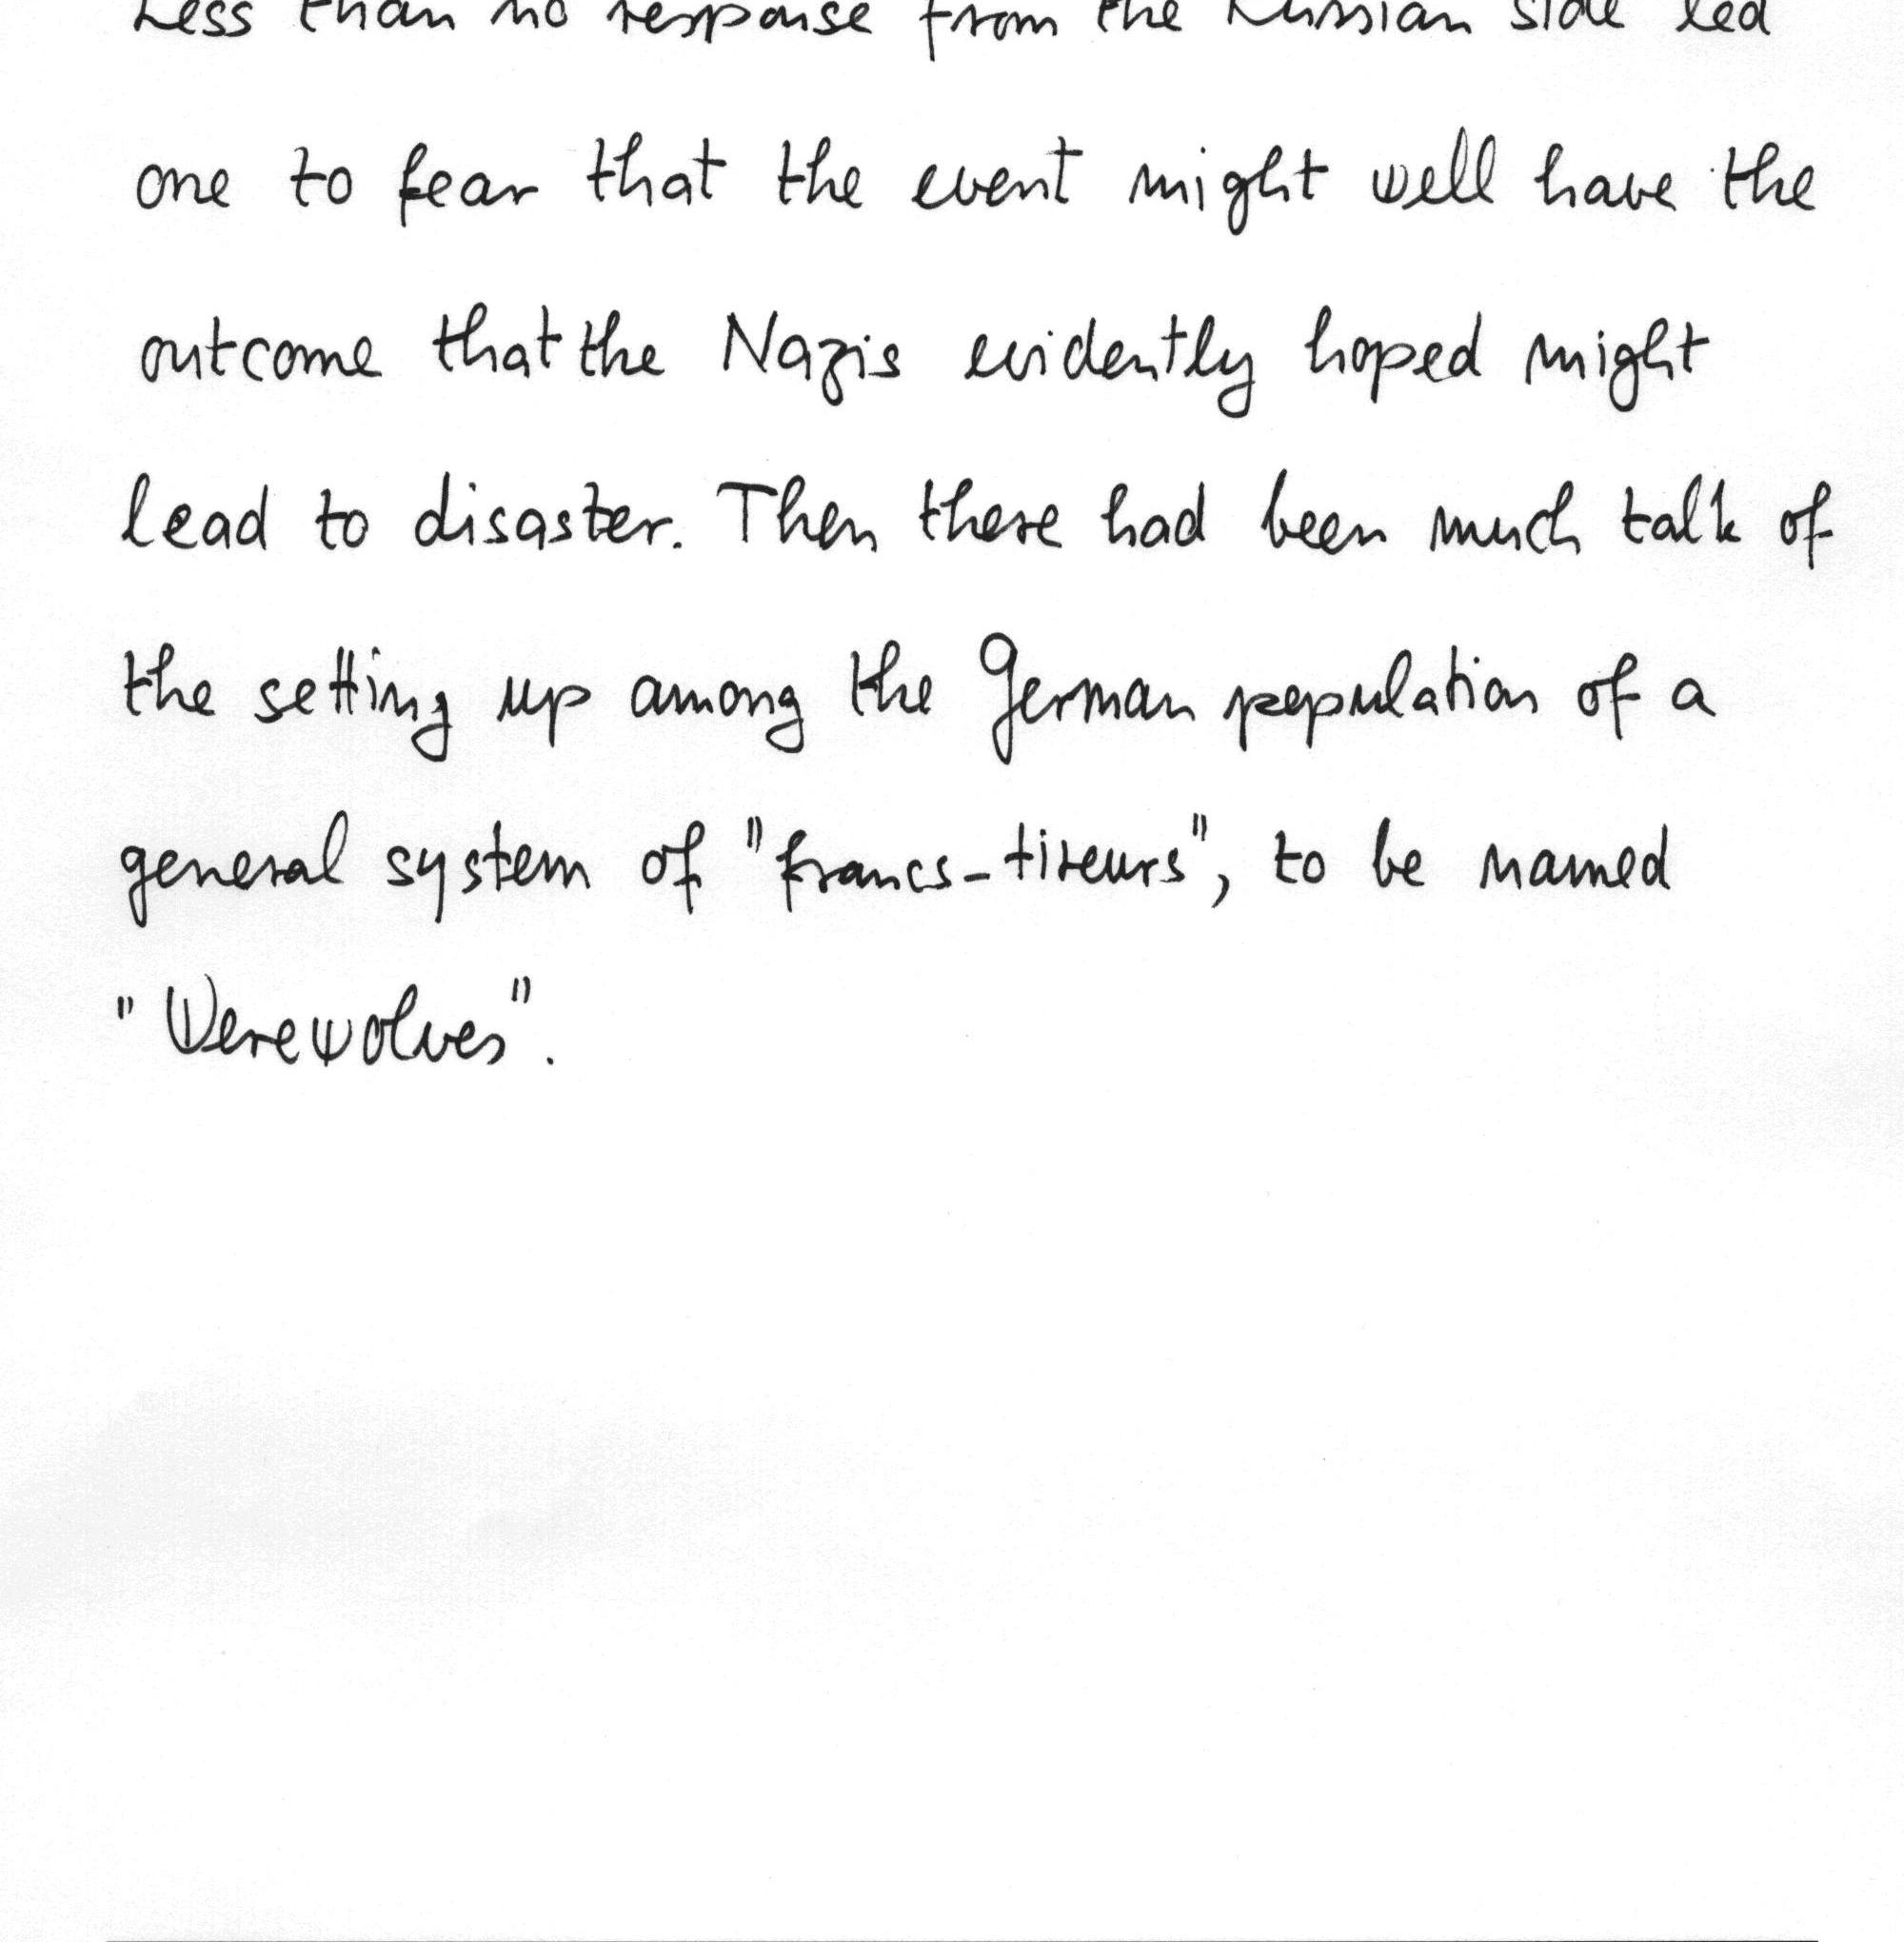 Less than no response from the Russian side led
one to fear that the event might well have the
outcome that the Nazis evidently hoped might
lead to disaster. Then there had been much talk of
the setting up among the German population of a
general system of "francs-tireurs", to be named
"Werewolves".